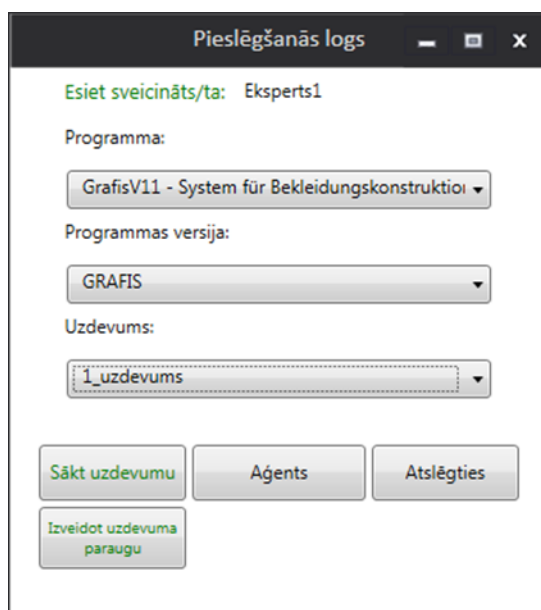 Pieslēgšanās logs
Esiet sveicināts/ta: Eksperts1
Programma:
GrafisV11 - System für Bekleidungskonstruktion
Programmas versija:
GRAFIS
Uzdevums:
1_uzdevums
Sākt uzdevumu
Aģents
Atslēgties
Izveidot uzdevuma
paraugu